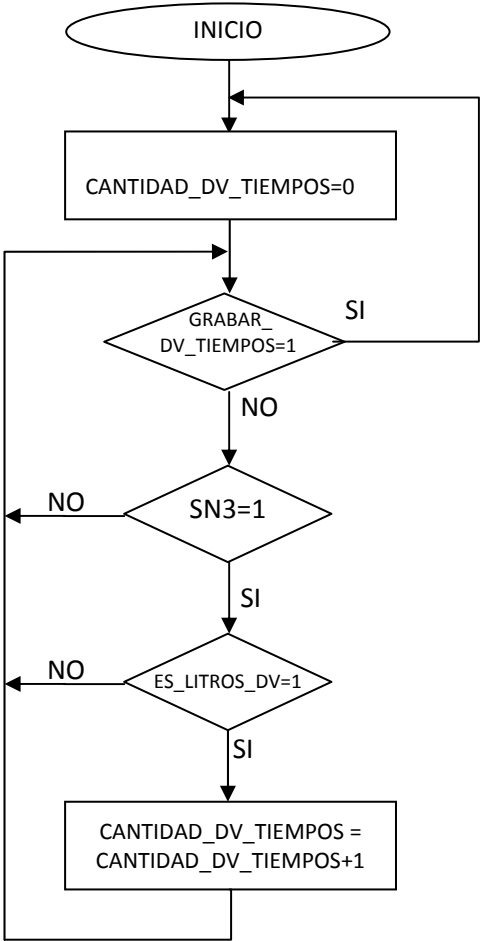 INICIO
CANTIDAD_DV_TIEMPOS=0
GRABAR_
DV_TIEMPOS=1
SI
NO
SN3=1
NO
SI
ES_LITROS_DV=1
NO
SI
CANTIDAD_DV_TIEMPOS =
CANTIDAD_DV_TIEMPOS+1